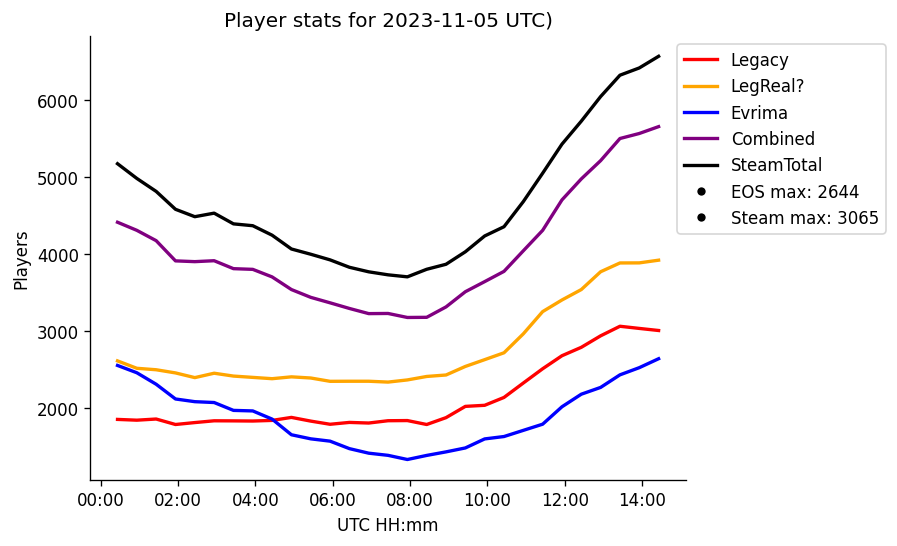 Player stats for 2023-11-05 UTC)
Legacy
LegReal?
Evrima
Combined
SteamTotal
EOS max: 2644
Steam max: 3065
Players
6000
5000
4000
3000
2000
00:00 02:00 04:00 06:00 08:00 10:00 12:00 14:00
UTC HH:mm